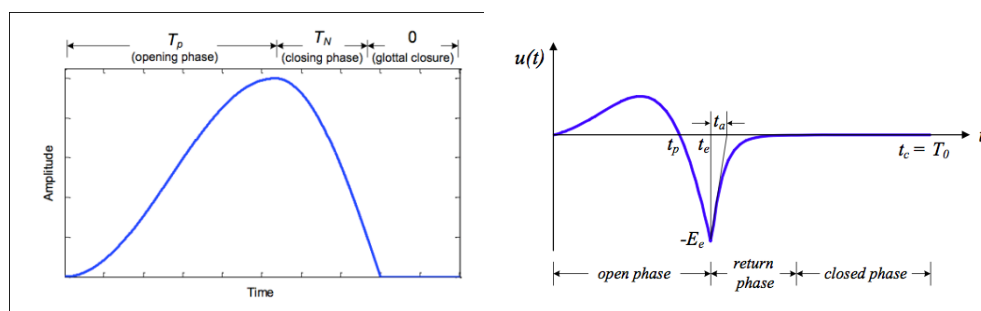 T_p T_N 0
(opening phase) (closing phase) (glottal closure)
Amplitude
Time
u(t)
t_a
t_p t_e t_c = T_0 t
-E_e
open phase return phase closed phase